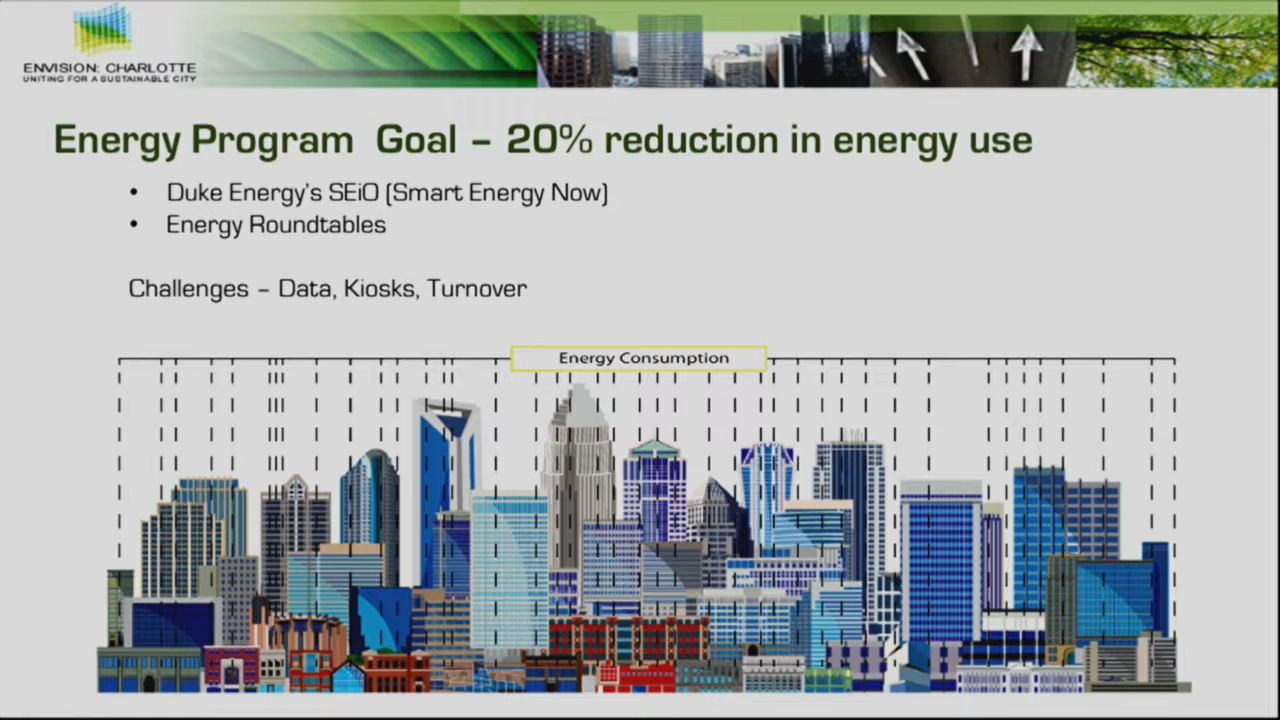 ENVISION: CHARLOTTE
UNITING FOR A SUSTAINABLE CITY
Energy Program Goal – 20% reduction in energy use
• Duke Energy's SEiO (Smart Energy Now)
• Energy Roundtables
Challenges – Data, Kiosks, Turnover
Energy Consumption